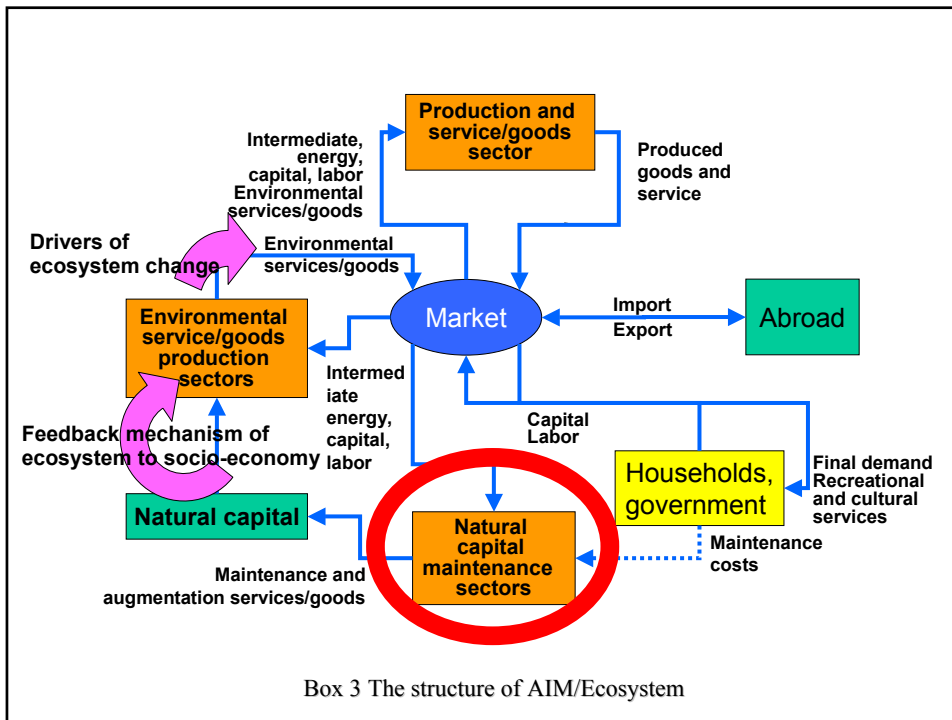 Production and
service/goods
sector
Intermediate,
energy,
capital, labor
Environmental
services/goods
Produced
goods and
service
Drivers of
ecosystem change
Environmental
services/goods
Market
Import
Export
Abroad
Environmental
service/goods
production
sectors
Intermed
iate
energy,
capital,
labor
Capital
Labor
Feedback mechanism of
ecosystem to socio-economy
Households,
government
Final demand
Recreational
and cultural
services
Natural capital
Natural
capital
maintenance
sectors
Maintenance
costs
Maintenance and
augmentation services/goods
Box 3 The structure of AIM/Ecosystem